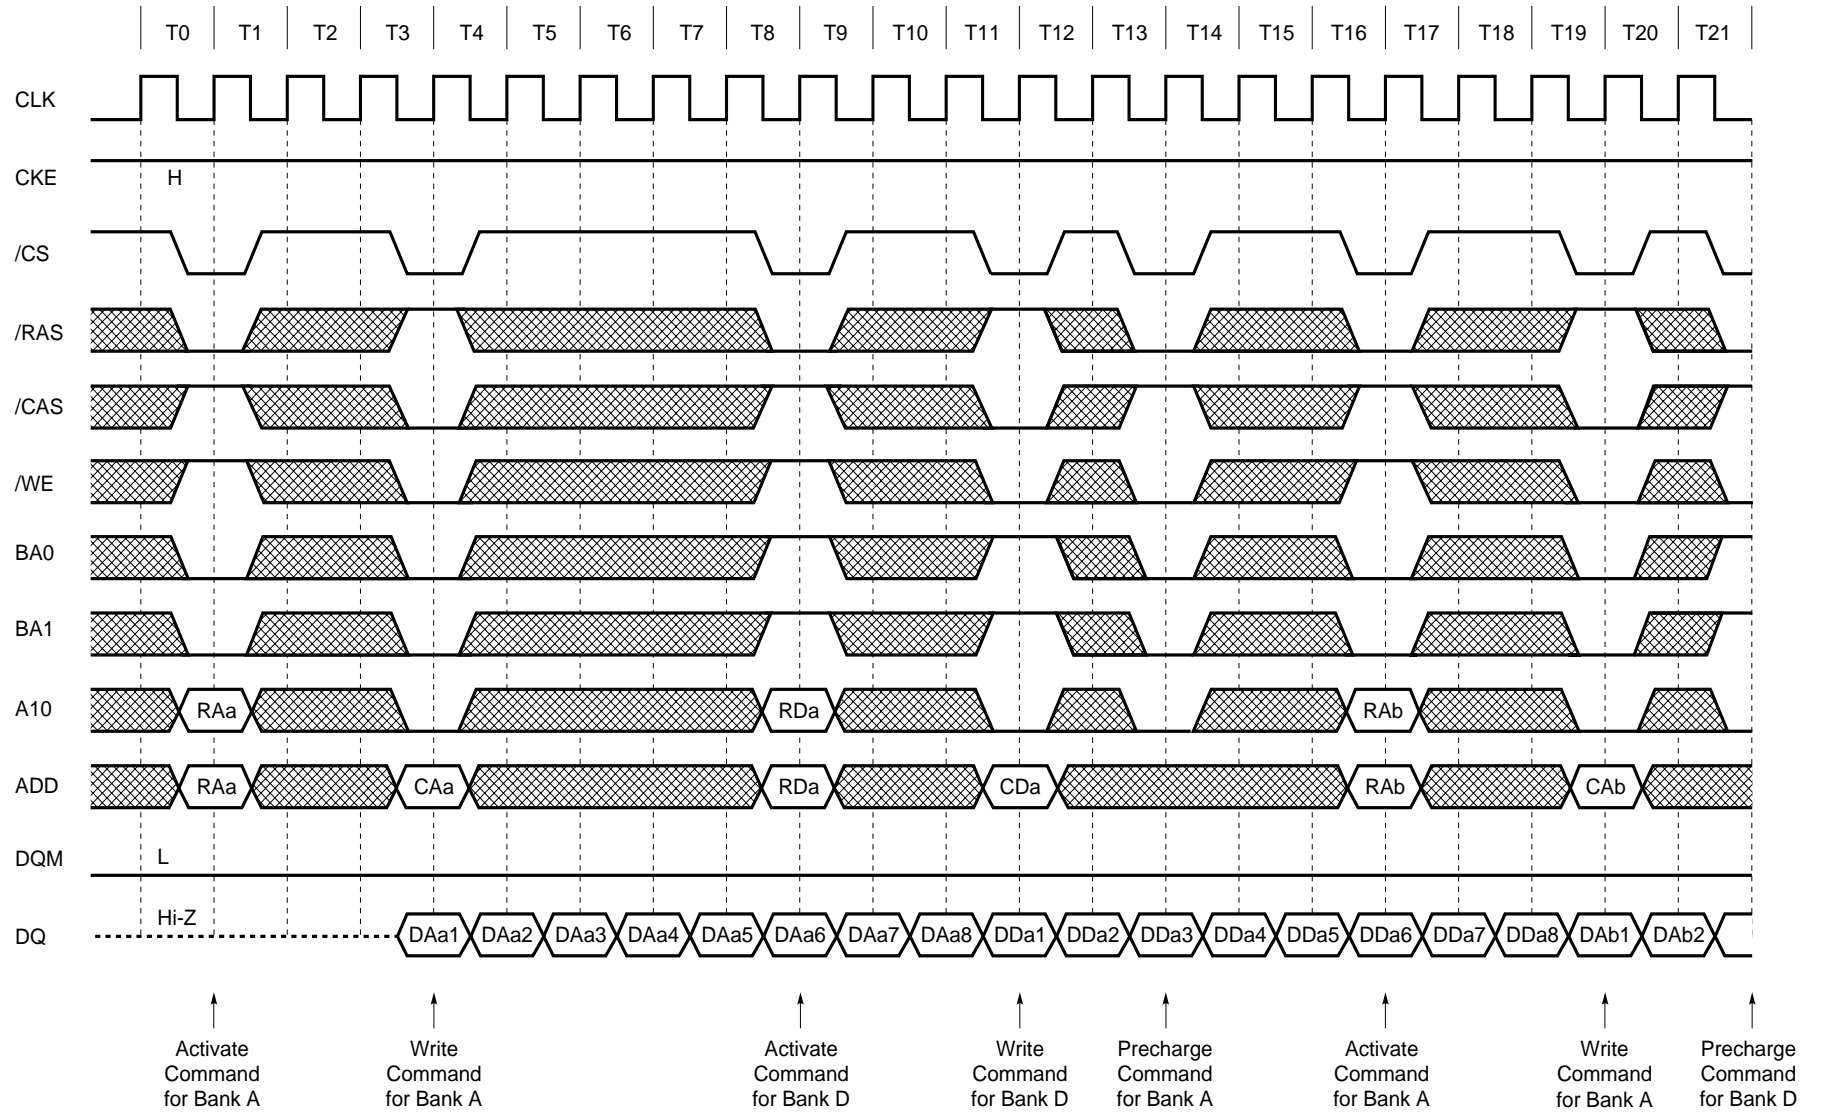 T0 T1 T2 T3 T4 T5 T6 T7 T8 T9 T10 T11 T12 T13 T14 T15 T16 T17 T18 T19 T20 T21
CLK
CKE H
/CS
/RAS
/CAS
/WE
BA0
BA1
A10 RAa RDa RAb
ADD RAa CAa RDa CDa RAb CAb
DQM L
DQ Hi-Z DAa1 DAa2 DAa3 DAa4 DAa5 DAa6 DAa7 DAa8 DDa1 DDa2 DDa3 DDa4 DDa5 DDa6 DDa7 DDa8 DAb1 DAb2
Activate
Command
for Bank A
Write
Command
for Bank A
Activate
Command
for Bank D
Write
Command
for Bank D
Precharge
Command
for Bank A
Activate
Command
for Bank A
Write
Command
for Bank A
Precharge
Command
for Bank D